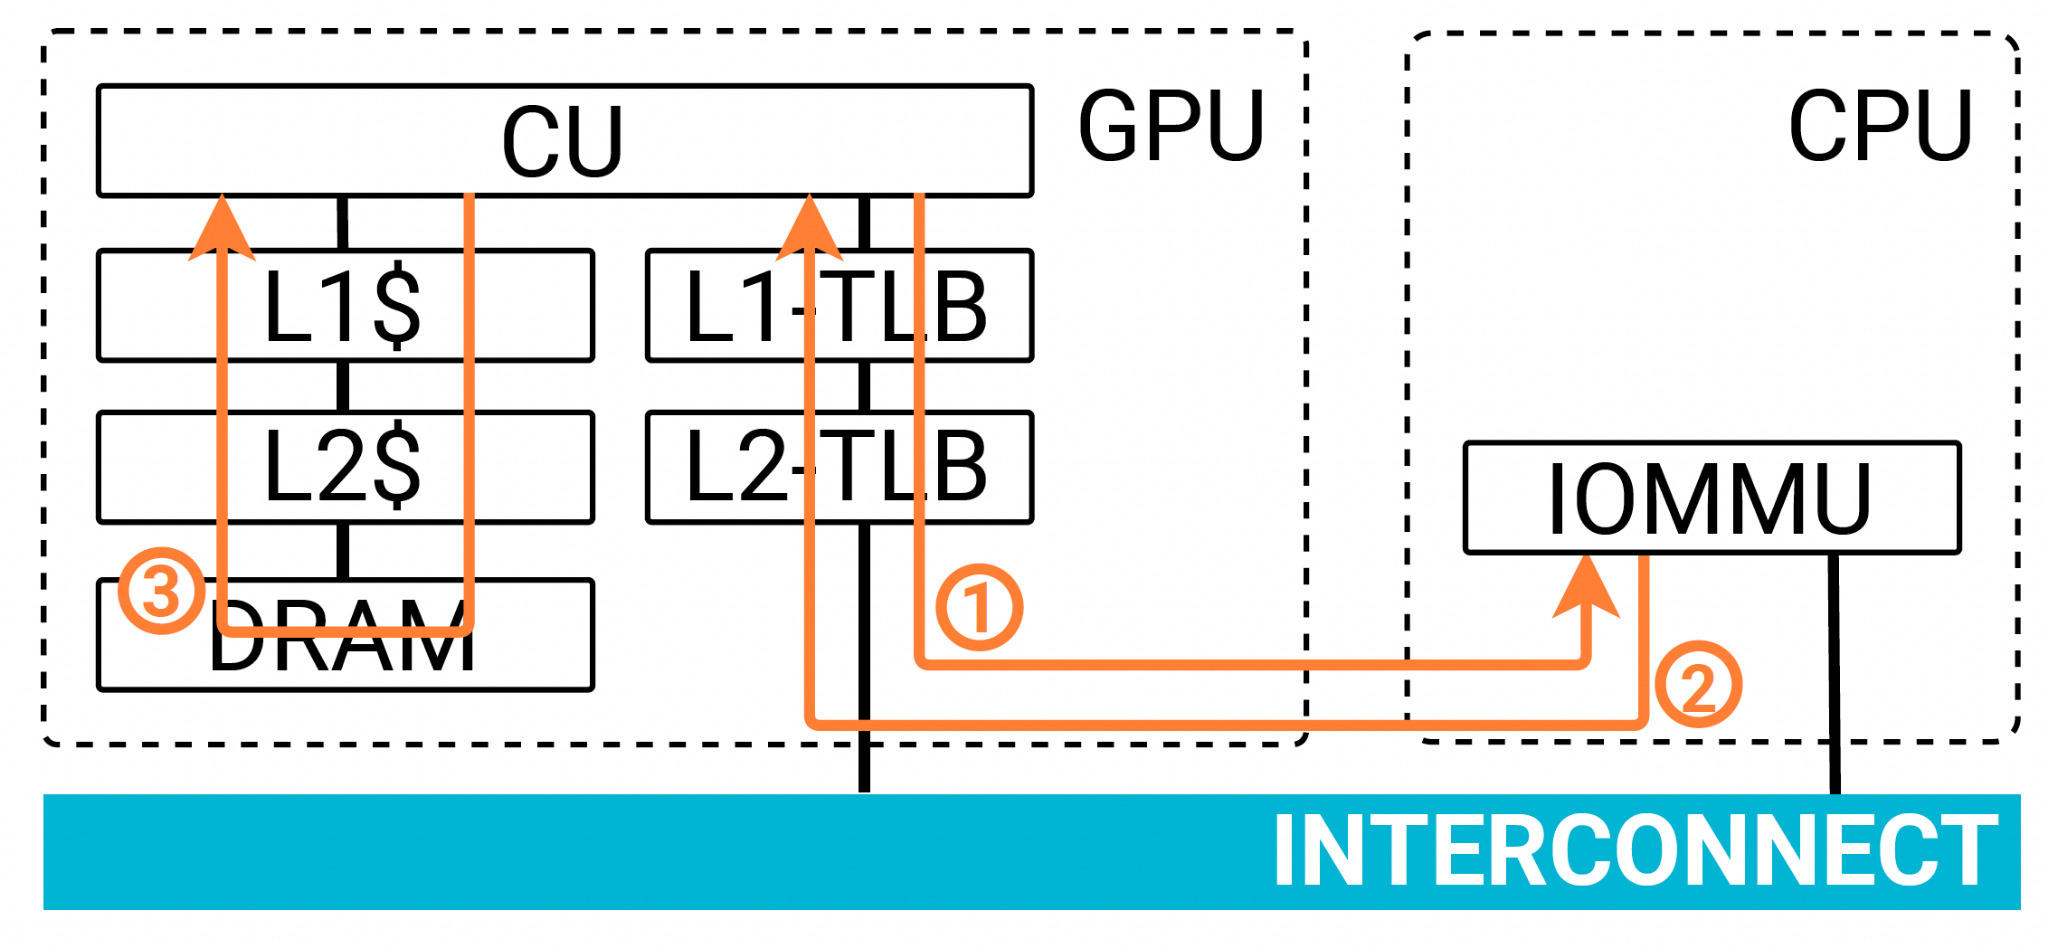 CU
GPU
CPU
L1$
L1-TLB
L2$
L2-TLB
IOMMU
3
DRAM
1
2
INTERCONNECT